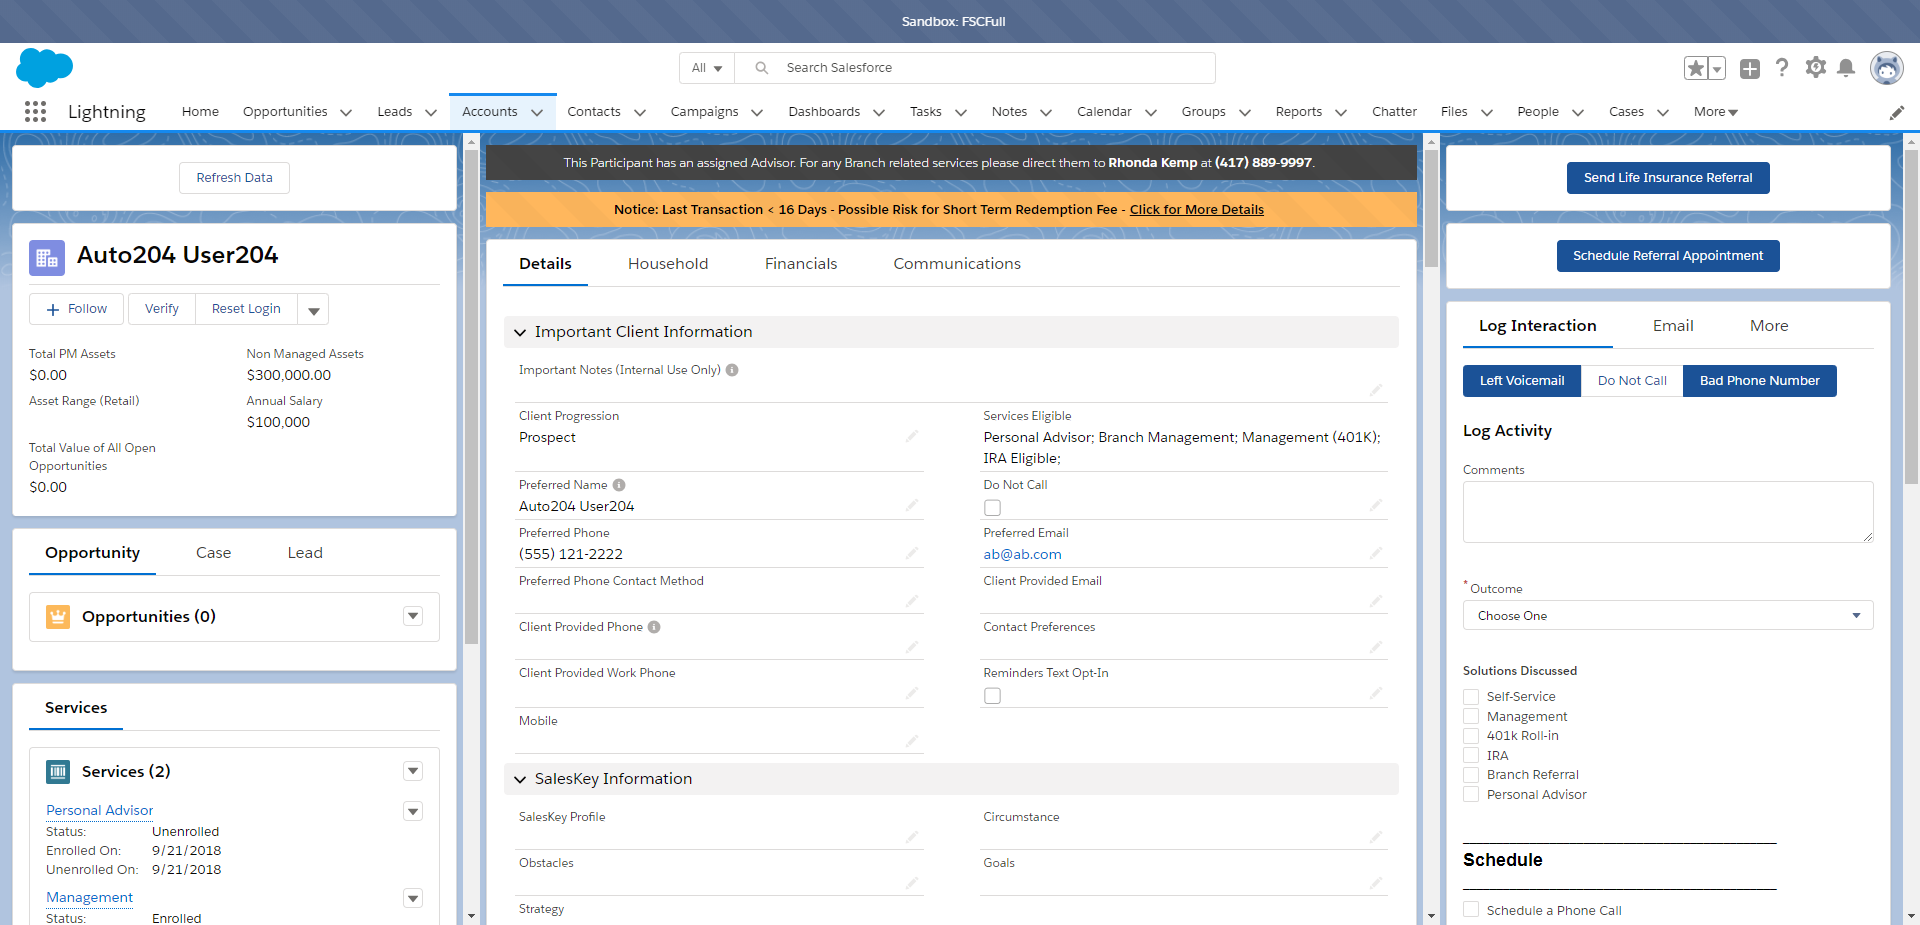 Sandbox: FSCFull
All
Search Salesforce
Lightning
Home
Opportunities
Leads
Accounts
Contacts
Campaigns
Dashboards
Tasks
Notes
Calendar
Groups
Reports
Chatter
Files
People
Cases
More
Refresh Data
Auto204 User204
Follow
Verify
Reset Login
Total PM Assets
$0.00
Non Managed Assets
$300,000.00
Asset Range (Retail)
Annual Salary
$100,000
Total Value of All Open
Opportunities
$0.00
Opportunity
Case
Lead
Opportunities (0)
Services
Services (2)
Personal Advisor
Status: Unenrolled
Enrolled On: 9/21/2018
Unenrolled On: 9/21/2018
Management
Status: Enrolled
This Participant has an assigned Advisor. For any Branch related services please direct them to Rhonda Kemp at (417) 889-9997.
Notice: Last Transaction < 16 Days - Possible Risk for Short Term Redemption Fee - Click for More Details
Details
Household
Financials
Communications
Important Client Information
Important Notes (Internal Use Only)
Client Progression
Prospect
Services Eligible
Personal Advisor; Branch Management; Management (401K);
IRA Eligible;
Preferred Name
Auto204 User204
Do Not Call
Preferred Phone
(555) 121-2222
Preferred Email
ab@ab.com
Preferred Phone Contact Method
Client Provided Email
Client Provided Phone
Contact Preferences
Client Provided Work Phone
Reminders Text Opt-In
Mobile
SalesKey Information
SalesKey Profile
Circumstance
Obstacles
Goals
Strategy
Send Life Insurance Referral
Schedule Referral Appointment
Log Interaction
Email
More
Left Voicemail
Do Not Call
Bad Phone Number
Log Activity
Comments
* Outcome
Choose One
Solutions Discussed
Self-Service
Management
401k Roll-in
IRA
Branch Referral
Personal Advisor
Schedule
Schedule a Phone Call